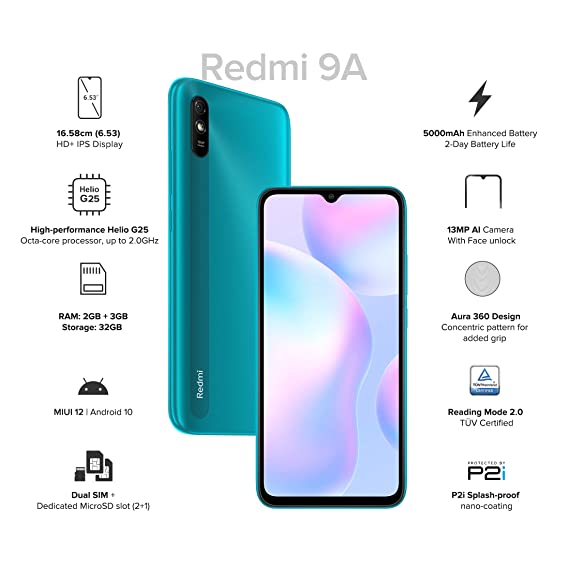 Redmi 9A
6.53"
16.58cm (6.53)
HD+ IPS Display
Helio
G25
High-performance Helio G25
Octa-core processor, up to 2.0GHz
RAM: 2GB + 3GB
Storage: 32GB
MIUI 12 | Android 10
Dual SIM +
Dedicated MicroSD slot (2+1)
Redmi
5000mAh Enhanced Battery
2-Day Battery Life
13MP AI Camera
With Face unlock
Aura 360 Design
Concentric pattern for
added grip
TÜVRheinland
CERTIFIED
Reading Mode 2.0
TÜV Certified
PROTECTED BY
P2i
P2i Splash-proof
nano-coating